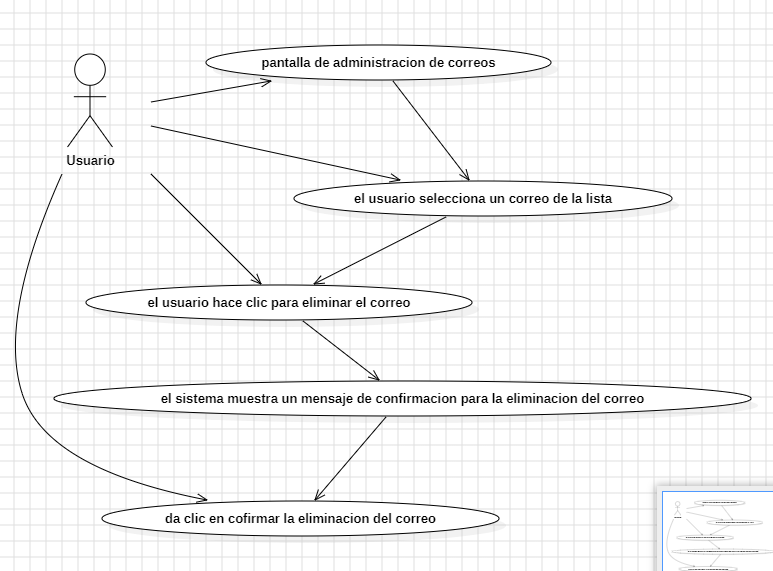 pantalla de administracion de correos
Usuario
el usuario selecciona un correo de la lista
el usuario hace clic para eliminar el correo
el sistema muestra un mensaje de confirmacion para la eliminacion del correo
da clic en cofirmar la eliminacion del correo